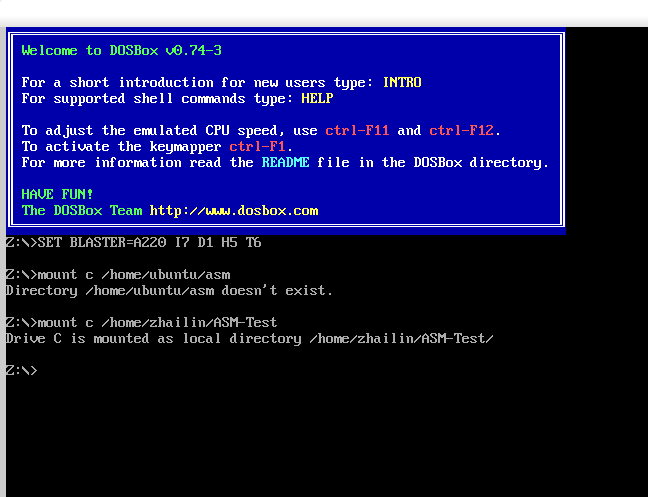 Welcome to DOSBox v0.74-3
For a short introduction for new users type: INTRO
For supported shell commands type: HELP
To adjust the emulated CPU speed, use ctrl-F11 and ctrl-F12.
To activate the keymapper ctrl-F1.
For more information read the README file in the DOSBox directory.
HAVE FUN!
The DOSBox Team http://www.dosbox.com
Z:\>SET BLASTER=A220 I7 D1 H5 T6
Z:\>mount c /home/ubuntu/asm
Directory /home/ubuntu/asm doesn't exist.
Z:\>mount c /home/zhailin/ASM-Test
Drive C is mounted as local directory /home/zhailin/ASM-Test/
Z:\>